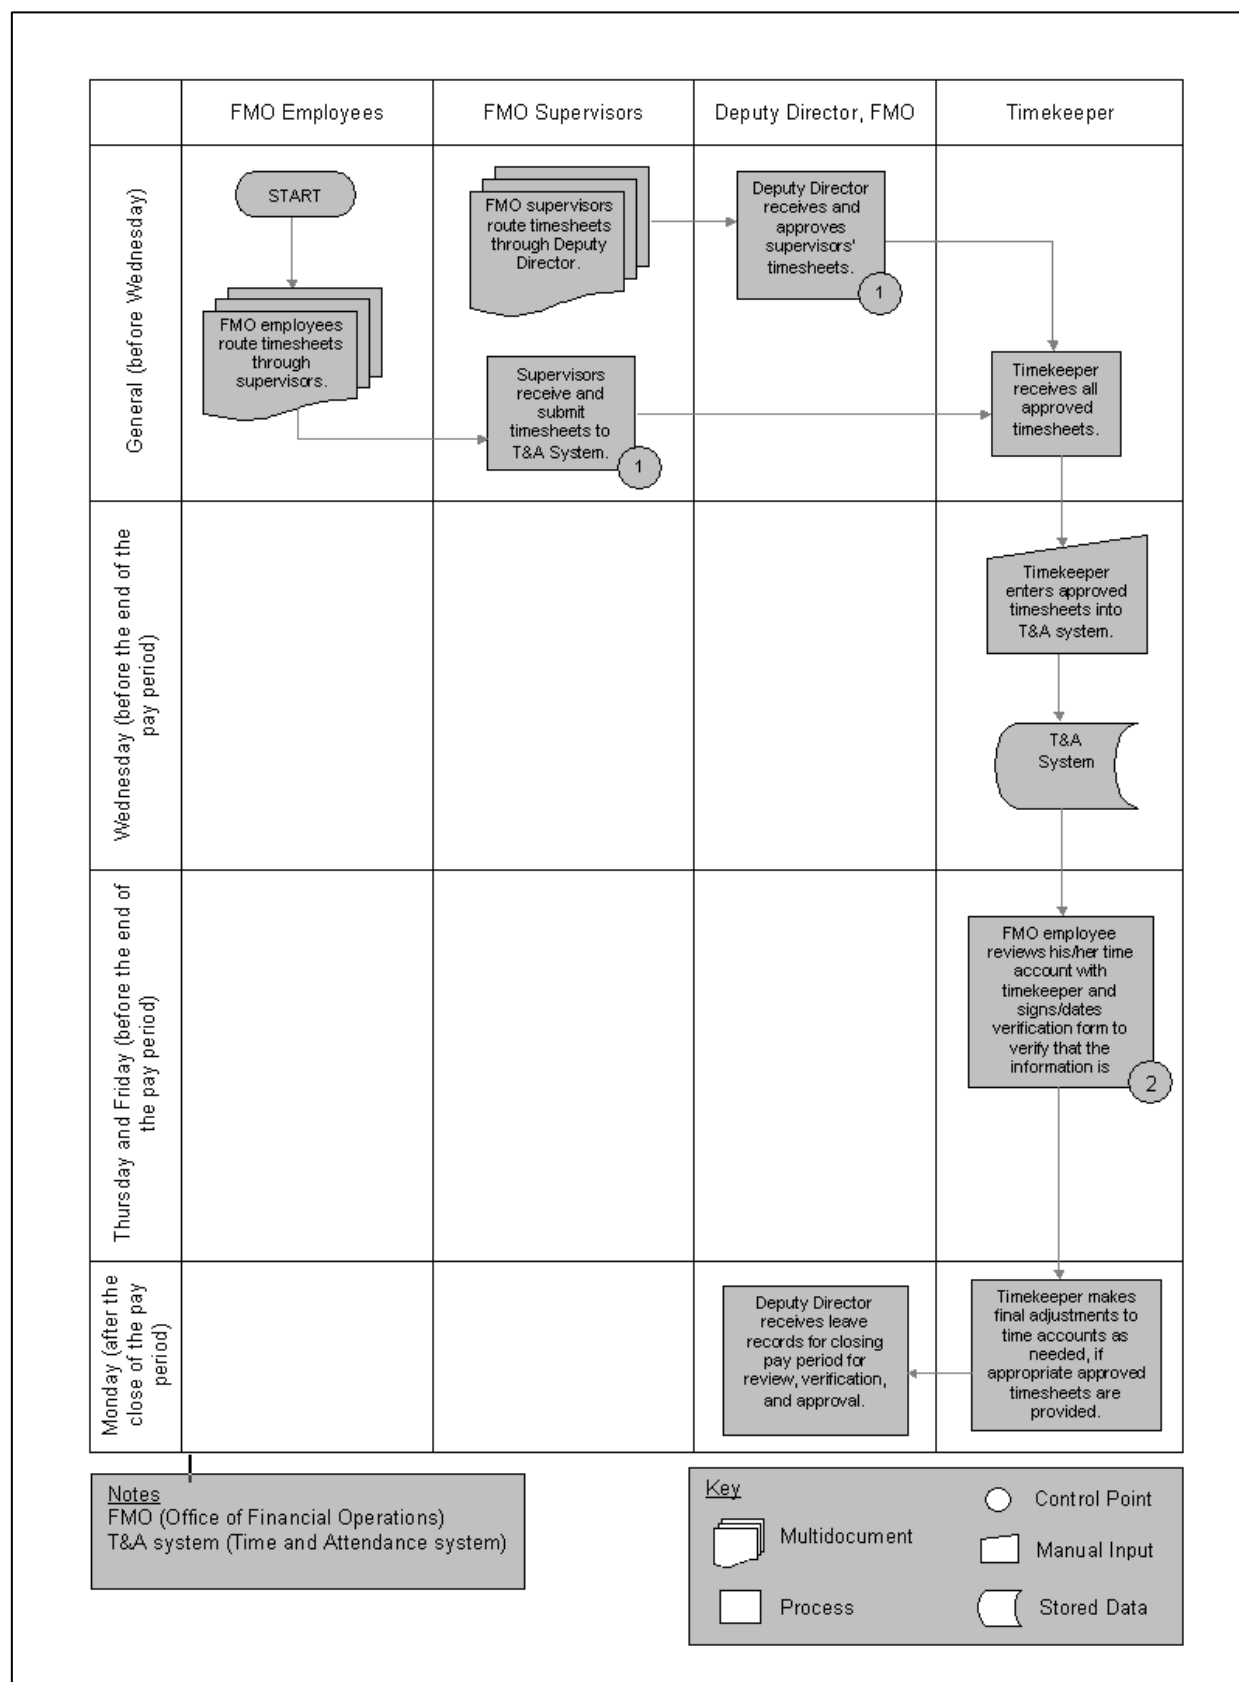 FMO Employees
FMO Supervisors
Deputy Director, FMO
Timekeeper
General (before Wednesday)
START
FMO employees
route timesheets
through
supervisors.
FMO supervisors
route timesheets
through Deputy
Director.
Supervisors
receive and
submit
timesheets to
T&A System.
1
Deputy Director
receives and
approves
supervisors'
timesheets.
1
Timekeeper
receives all
approved
timesheets.
Wednesday (before the end of the
pay period)
Timekeeper
enters approved
timesheets into
T&A system.
T&A
System
Thursday and Friday (before the end of
the pay period)
FMO employee
reviews his/her time
account with
timekeeper and
signs/dates
verification form to
verify that the
information is
2
Monday (after the
close of the pay
period)
Deputy Director
receives leave
records for closing
pay period for
review, verification,
and approval.
Timekeeper makes
final adjustments to
time accounts as
needed, if
appropriate approved
timesheets are
provided.
Notes
FMO (Office of Financial Operations)
T&A system (Time and Attendance system)
Key
Multidocument
Process
Control Point
Manual Input
Stored Data